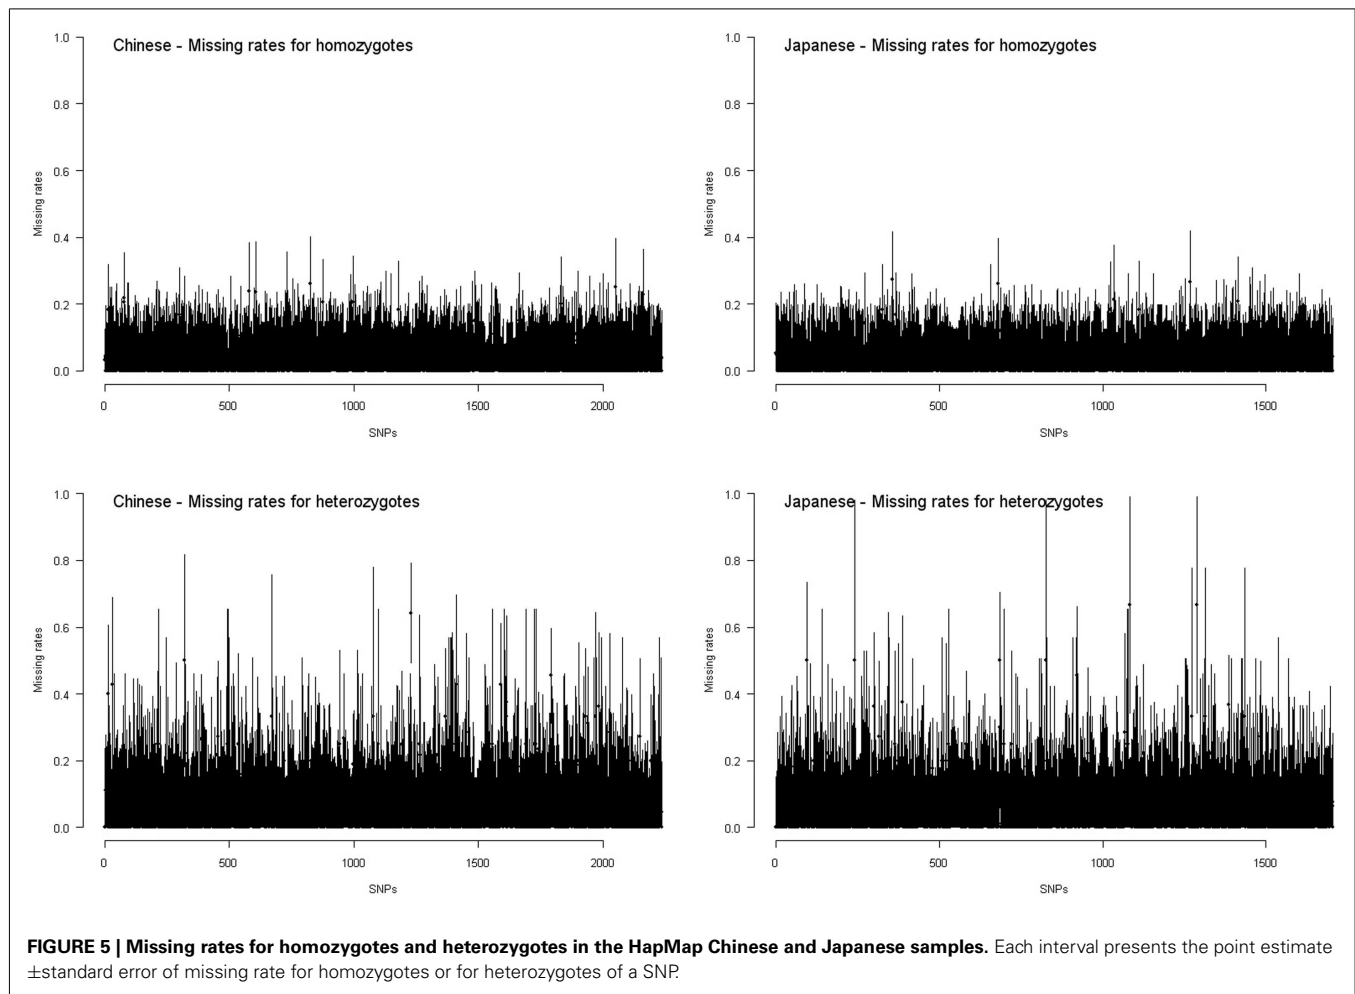 Chinese - Missing rates for homozygotes
1.0
0.8
0.6
0.4
0.2
0.0
Missing rates
0 500 1000 1500 2000
SNPs
Japanese - Missing rates for homozygotes
1.0
0.8
0.6
0.4
0.2
0.0
Missing rates
0 500 1000 1500
SNPs
Chinese - Missing rates for heterozygotes
1.0
0.8
0.6
0.4
0.2
0.0
Missing rates
0 500 1000 1500 2000
SNPs
Japanese - Missing rates for heterozygotes
1.0
0.8
0.6
0.4
0.2
0.0
Missing rates
0 500 1000 1500
SNPs
FIGURE 5 | Missing rates for homozygotes and heterozygotes in the HapMap Chinese and Japanese samples. Each interval presents the point estimate
±standard error of missing rate for homozygotes or for heterozygotes of a SNP.